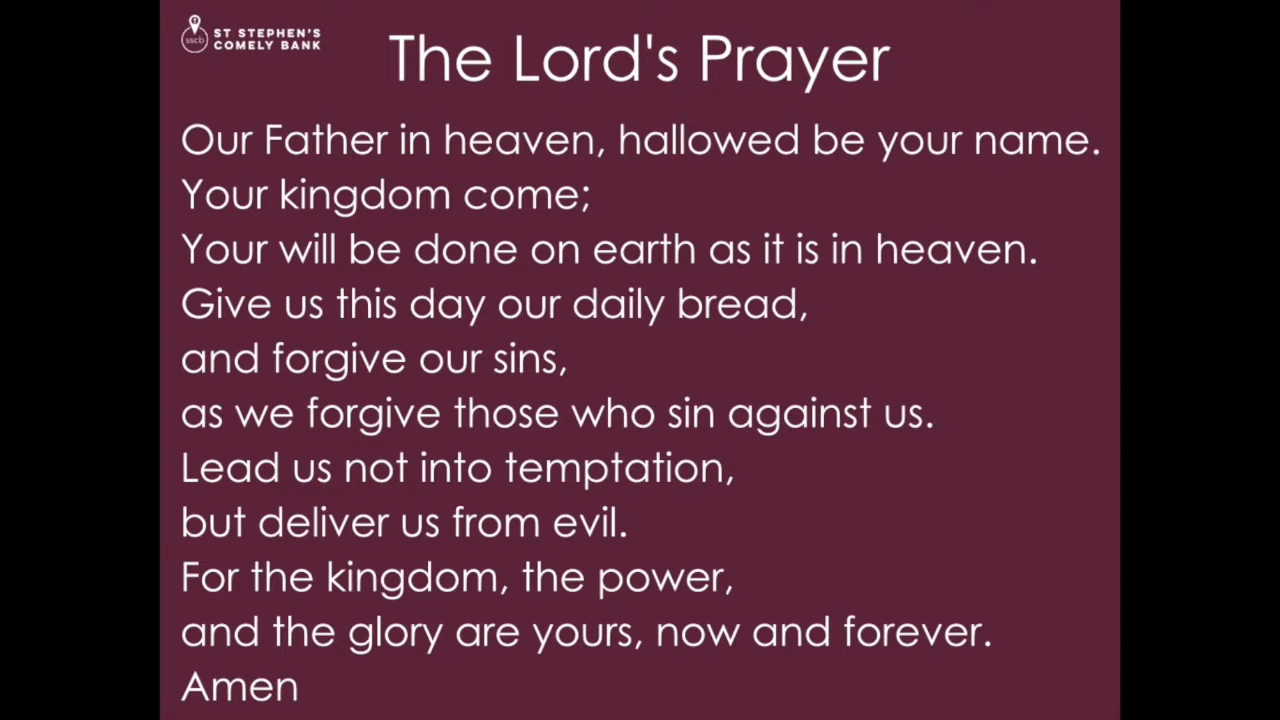 sscb
ST STEPHEN'S
COMELY BANK
The Lord's Prayer
Our Father in heaven, hallowed be your name.
Your kingdom come;
Your will be done on earth as it is in heaven.
Give us this day our daily bread,
and forgive our sins,
as we forgive those who sin against us.
Lead us not into temptation,
but deliver us from evil.
For the kingdom, the power,
and the glory are yours, now and forever.
Amen